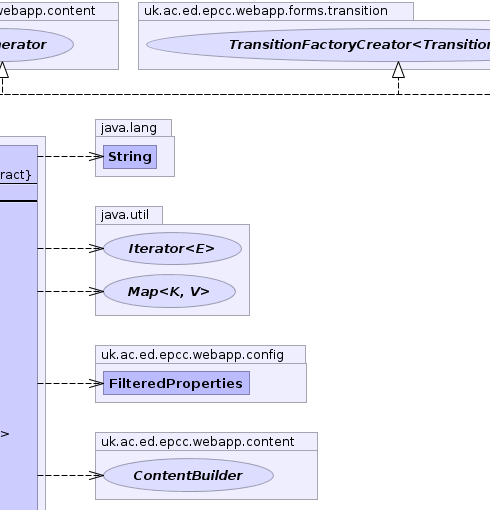 webapp.content
uk.ac.ed.epcc.webapp.forms.transition
erator
TransitionFactoryCreator<Transition
java.lang
String
ract}
java.util
Iterator<E>
Map<K, V>
uk.ac.ed.epcc.webapp.config
FilteredProperties
>
uk.ac.ed.epcc.webapp.content
ContentBuilder